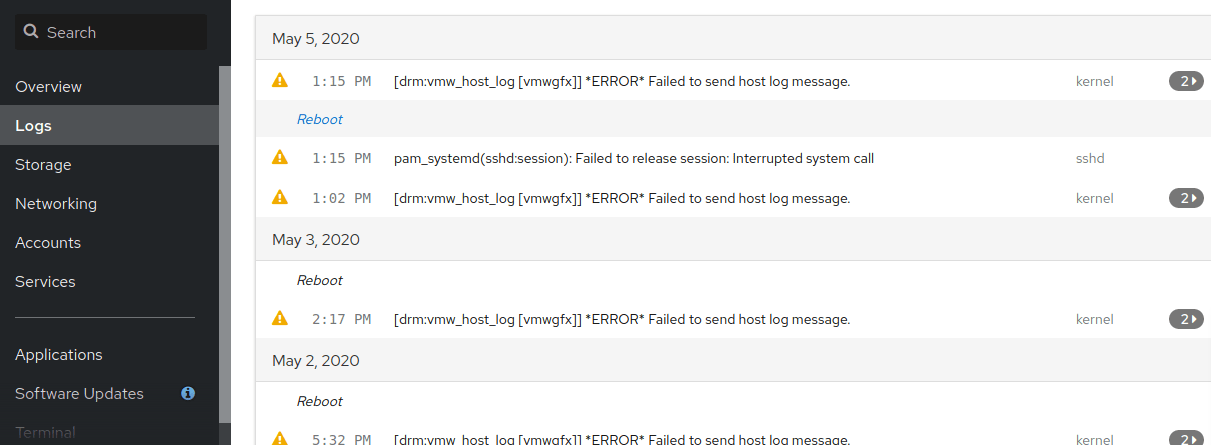 Search
Overview
Logs
Storage
Networking
Accounts
Services
Applications
Software Updates
Terminal
May 5, 2020
1:15 PM [drm:vmw_host_log [vmwgfx]] *ERROR* Failed to send host log message. kernel 2
Reboot
1:15 PM pam_systemd(sshd:session): Failed to release session: Interrupted system call sshd
1:02 PM [drm:vmw_host_log [vmwgfx]] *ERROR* Failed to send host log message. kernel 2
May 3, 2020
Reboot
2:17 PM [drm:vmw_host_log [vmwgfx]] *ERROR* Failed to send host log message. kernel 2
May 2, 2020
Reboot
5:32 PM [drm:vmw_host_log [vmwgfx]] *ERROR* Failed to send host log message. kernel 2